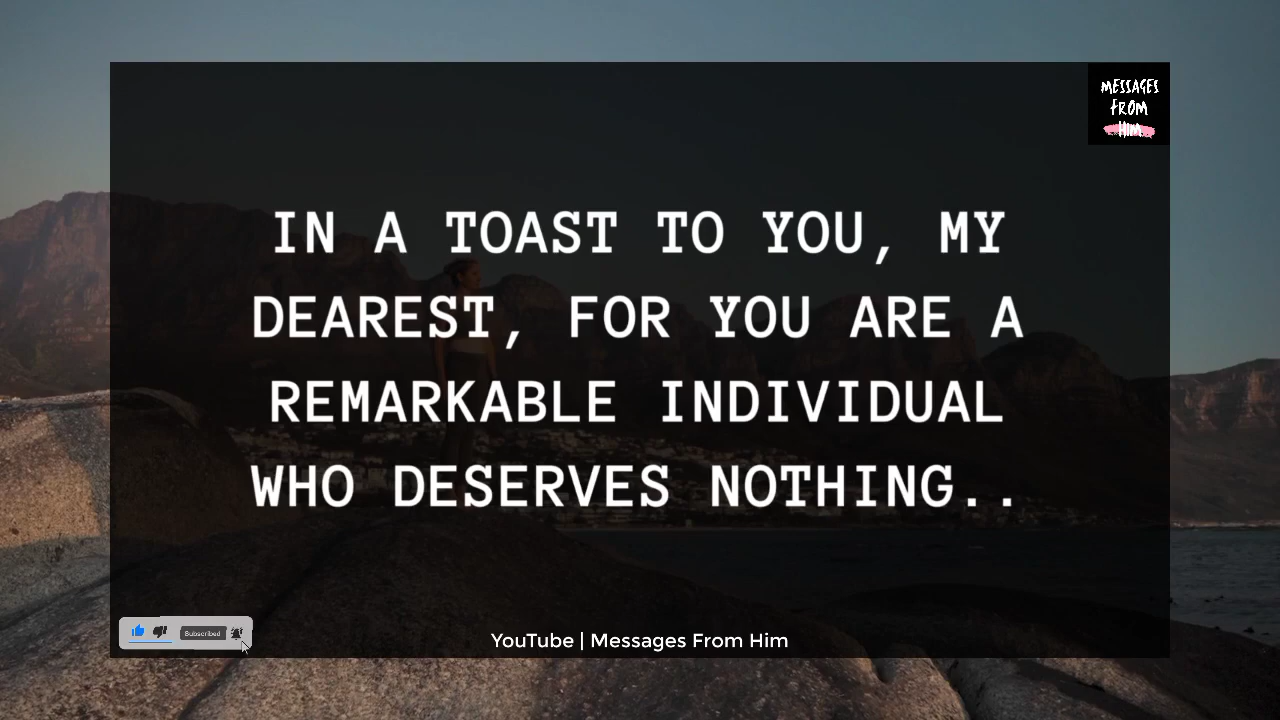 MESSAGES
FROM
HIM
IN A TOAST TO YOU, MY
DEAREST, FOR YOU ARE A
REMARKABLE INDIVIDUAL
WHO DESERVES NOTHING..
Subscribed
YouTube | Messages From Him